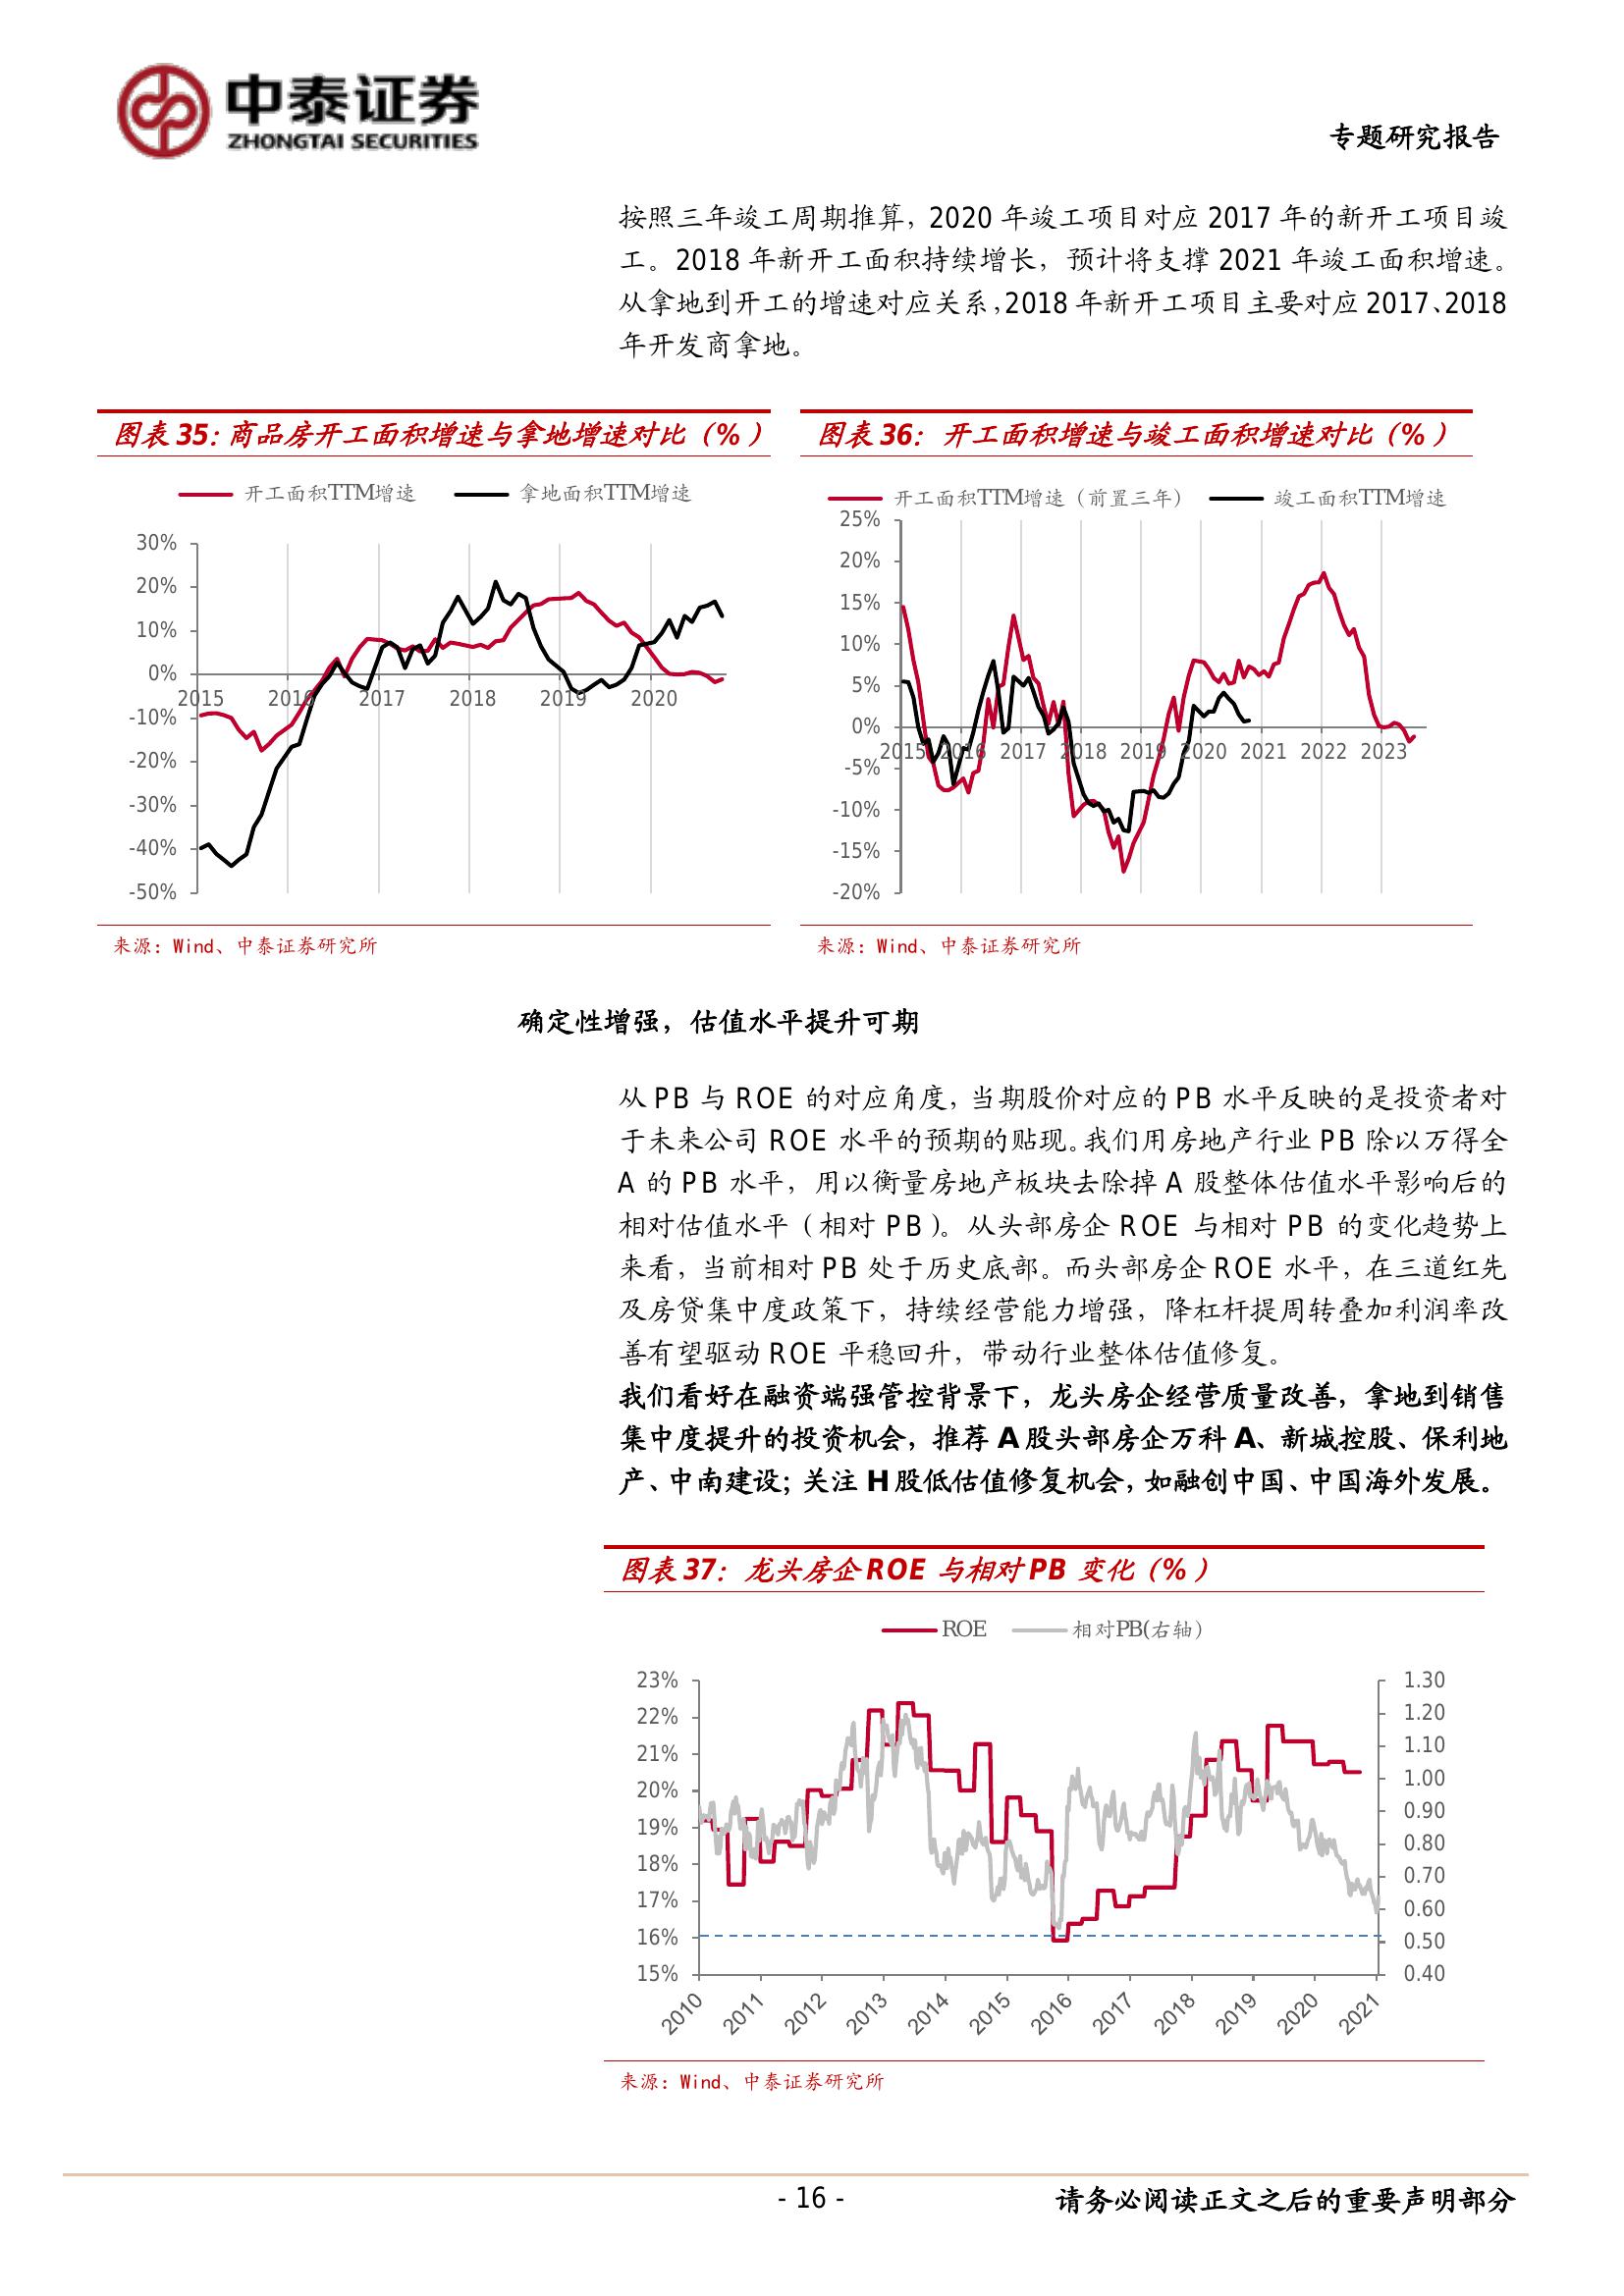 中泰证券
ZHONGTAI SECURITIES
专题研究报告
按照三年竣工周期推算，2020 年竣工项目对应 2017 年的新开工项目竣
工。2018 年新开工面积持续增长，预计将支撑 2021 年竣工面积增速。
从拿地到开工的增速对应关系，2018 年新开工项目主要对应 2017、2018
年开发商拿地。
图表 35：商品房开工面积增速与拿地增速对比（%）
开工面积TTM增速 拿地面积TTM增速
30%
20%
10%
0%
-10%
-20%
-30%
-40%
-50%
2015 2016 2017 2018 2019 2020
来源：Wind、中泰证券研究所
图表 36：开工面积增速与竣工面积增速对比（%）
开工面积TTM增速（前置三年） 竣工面积TTM增速
25%
20%
15%
10%
5%
0%
-5%
-10%
-15%
-20%
2015 2016 2017 2018 2019 2020 2021 2022 2023
来源：Wind、中泰证券研究所
确定性增强，估值水平提升可期
从 PB 与 ROE 的对应角度，当期股价对应的 PB 水平反映的是投资者对
于未来公司 ROE 水平的预期的贴现。我们用房地产行业 PB 除以万得全
A 的 PB 水平，用以衡量房地产板块去除掉 A 股整体估值水平影响后的
相对估值水平（相对 PB）。从头部房企 ROE 与相对 PB 的变化趋势上
来看，当前相对 PB 处于历史底部。而头部房企 ROE 水平，在三道红先
及房贷集中度政策下，持续经营能力增强，降杠杆提周转叠加利润率改
善有望驱动 ROE 平稳回升，带动行业整体估值修复。
我们看好在融资端强管控背景下，龙头房企经营质量改善，拿地到销售
集中度提升的投资机会，推荐 A 股头部房企万科 A、新城控股、保利地
产、中南建设；关注 H 股低估值修复机会，如融创中国、中国海外发展。
图表 37：龙头房企 ROE 与相对 PB 变化（%）
ROE 相对PB(右轴）
23%
22%
21%
20%
19%
18%
17%
16%
15%
1.30
1.20
1.10
1.00
0.90
0.80
0.70
0.60
0.50
0.40
2010 2011 2012 2013 2014 2015 2016 2017 2018 2019 2020 2021
来源：Wind、中泰证券研究所
- 16 -
请务必阅读正文之后的重要声明部分